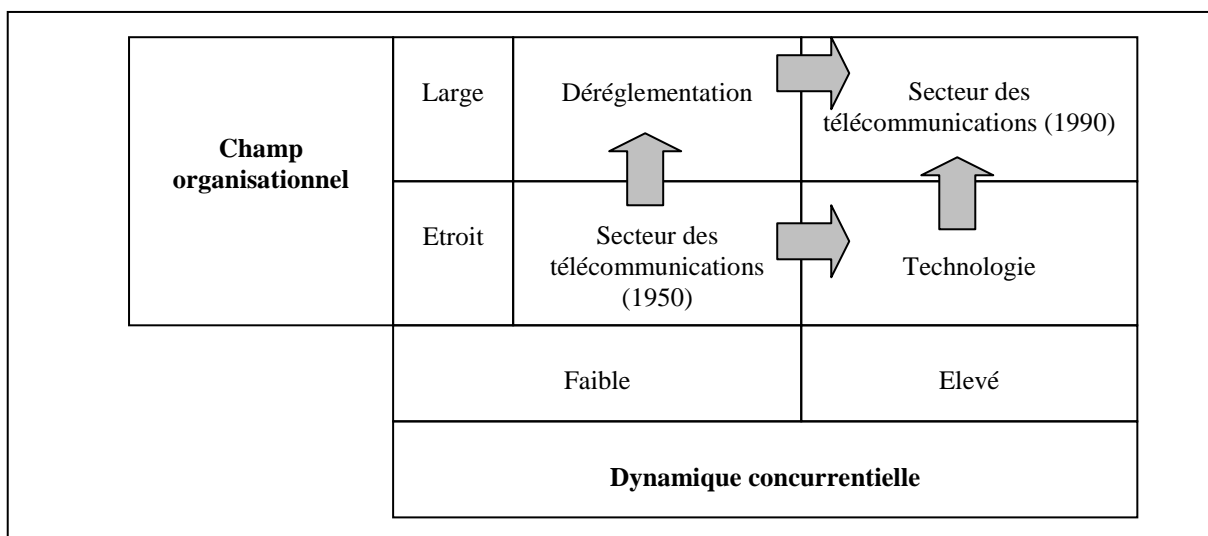 Large
Déréglementation
Secteur des
télécommunications (1990)
Champ
organisationnel
Etroit
Secteur des
télécommunications
(1950)
Technologie
Faible
Elevé
Dynamique concurrentielle